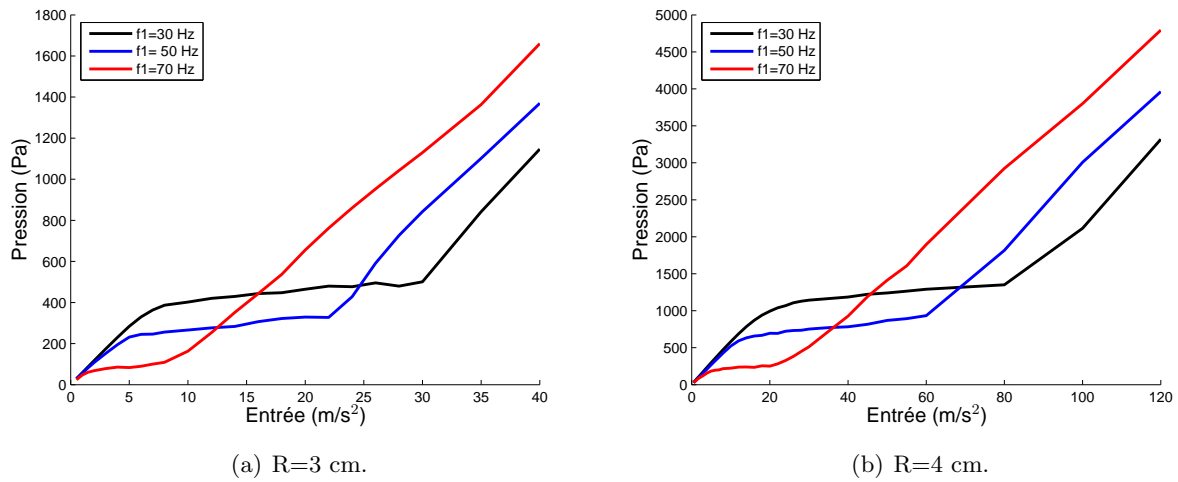 1800
1600
1400
1200
1000
800
600
400
200
0
Pression (Pa)
f1=30 Hz
f1= 50 Hz
f1=70 Hz
0 5 10 15 20 25 30 35 40
Entrée (m/s²)
(a) R=3 cm.
5000
4500
4000
3500
3000
2500
2000
1500
1000
500
0
Pression (Pa)
f1=30 Hz
f1=50 Hz
f1=70 Hz
0 20 40 60 80 100 120
Entrée (m/s²)
(b) R=4 cm.